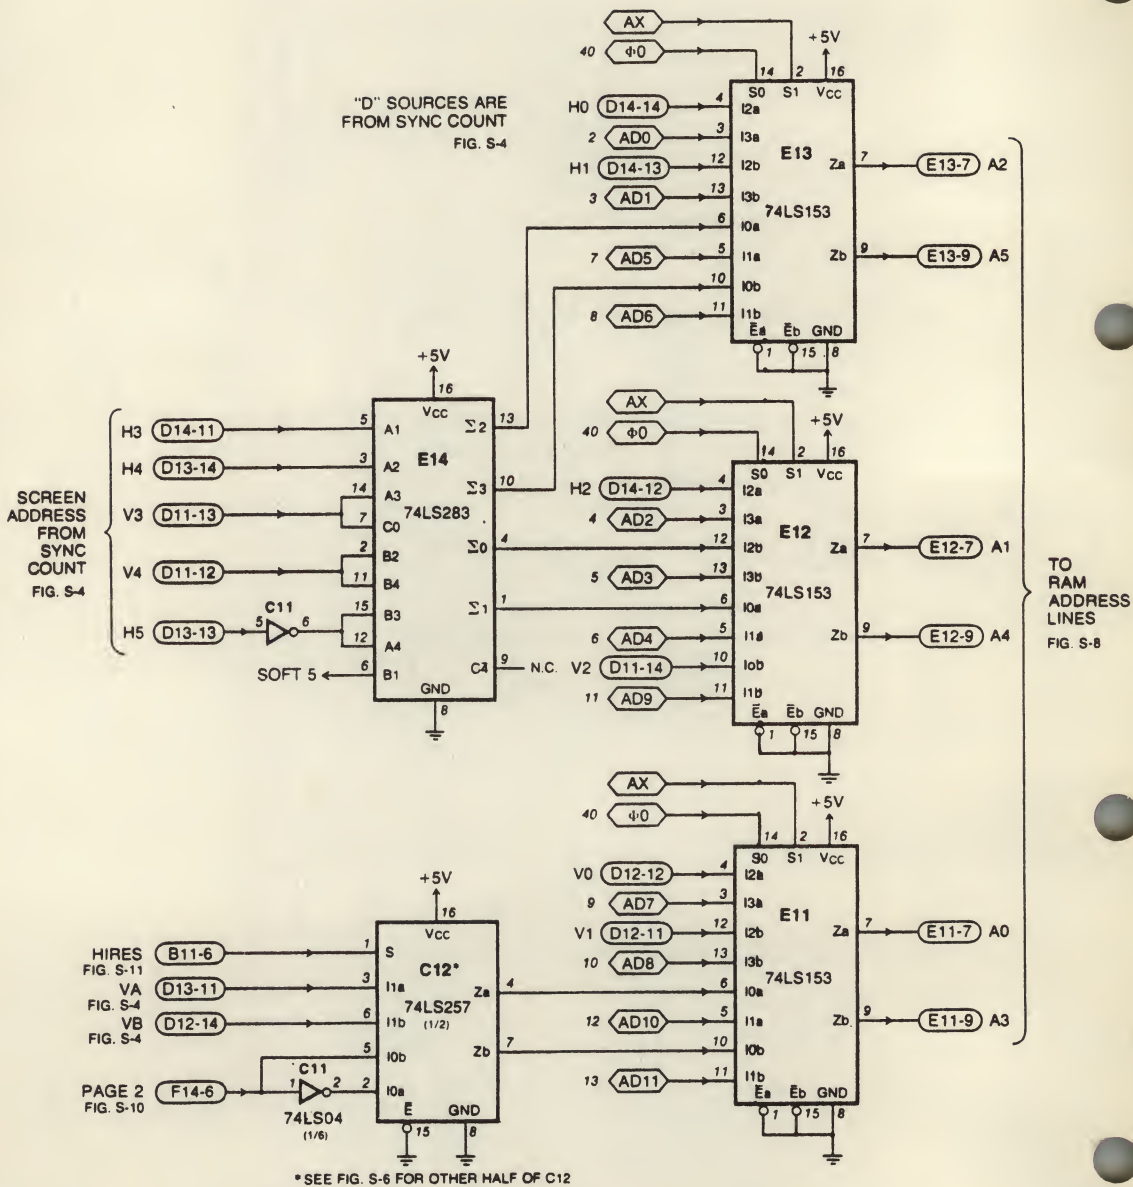 AX
40 Φ0
+5V
14 2 16
S0 S1 VCC
"D" SOURCES ARE
FROM SYNC COUNT
FIG. S-4
H0 D14-14 4 I2a
2 AD0 3 I3a
E13
H1 D14-13 12 I2b
Za 7 E13-7 A2
3 AD1 13 I3b
74LS153
6 I0a
7 AD5 5 I1a
Zb 9 E13-9 A5
10 I0b
8 AD6 11 I1b
Ēa Ēb GND
1 15 8
TO
RAM
ADDRESS
LINES
FIG. S-8
+5V
16
VCC
SCREEN
ADDRESS
FROM
SYNC
COUNT
FIG. S-4
H3 D14-11 5 A1
Σ2 13
E14
H4 D13-14 3 A2
14 A3
Σ3 10
74LS283
V3 D11-13
7 C0
2 B2
Σ0 4
V4 D11-12
11 B4
C11
15 B3
Σ1 1
H5 D13-13 5 6
12 A4
SOFT 5 6 B1
C4 9 N.C.
GND
8
AX
40 Φ0
+5V
14 2 16
S0 S1 VCC
H2 D14-12 4 I2a
4 AD2 3 I3a
E12
12 I2b
Za 7 E12-7 A1
5 AD3 13 I3b
74LS153
6 I0a
6 AD4 5 I1a
Zb 9 E12-9 A4
V2 D11-14 10 I0b
11 AD9 11 I1b
Ēa Ēb GND
1 15 8
AX
40 Φ0
+5V
14 2 16
S0 S1 VCC
V0 D12-12 4 I2a
9 AD7 3 I3a
E11
V1 D12-11 12 I2b
Za 7 E11-7 A0
10 AD8 13 I3b
74LS153
6 I0a
12 AD10 5 I1a
Zb 9 E11-9 A3
10 I0b
13 AD11 11 I1b
Ēa Ēb GND
1 15 8
+5V
16
VCC
HIRES B11-6 1 S
FIG. S-11
C12*
VA D13-11 3 I1a
FIG. S-4
Za 4
74LS257
(1/2)
VB D12-14 6 I1b
FIG. S-4
Zb 7
5 I0b
C11
PAGE 2 F14-6 1 2 2 I0a
FIG. S-10
74LS04
(1/6)
Ē GND
15 8
*SEE FIG. S-6 FOR OTHER HALF OF C12